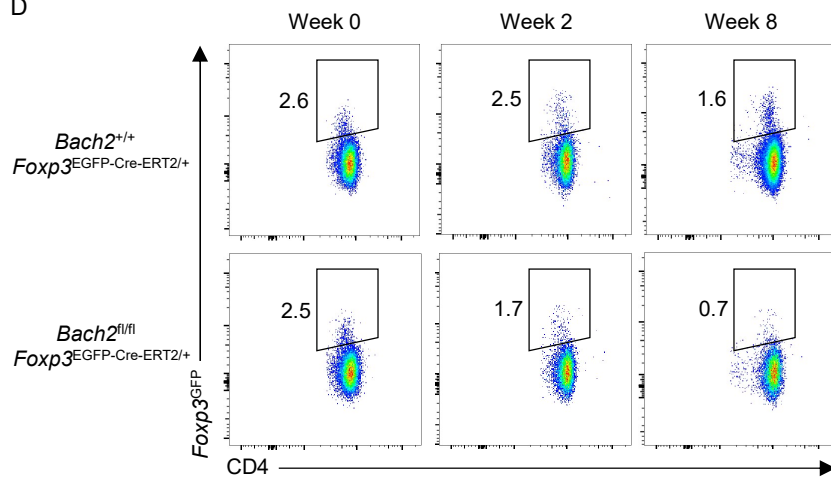 D
Week 0 Week 2 Week 8
2.6 2.5 1.6
Bach2+/+
Foxp3EGFP-Cre-ERT2/+
2.5 1.7 0.7
Bach2fl/fl
Foxp3EGFP-Cre-ERT2/+
Foxp3GFP
CD4